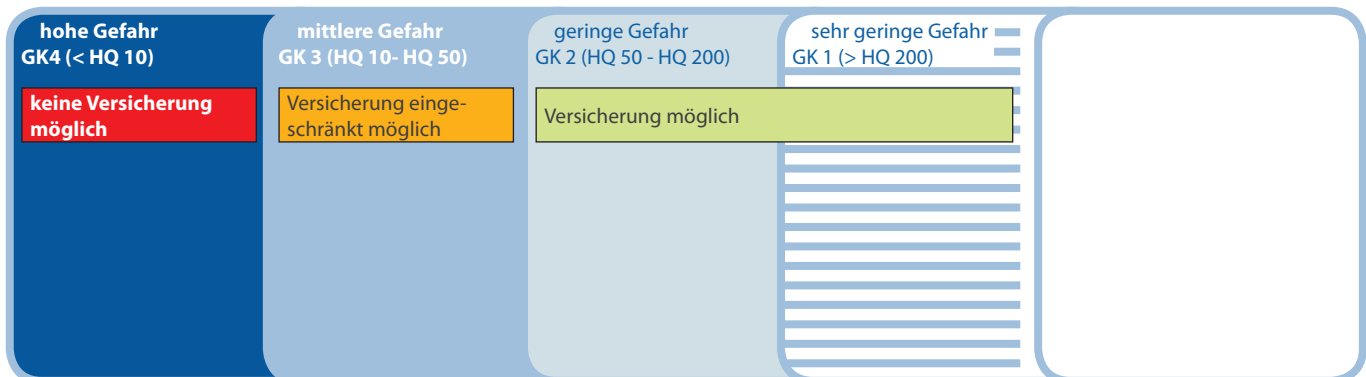 hohe Gefahr
GK4 (< HQ 10)
keine Versicherung
möglich
mittlere Gefahr
GK 3 (HQ 10- HQ 50)
Versicherung einge-
schränkt möglich
geringe Gefahr
GK 2 (HQ 50 - HQ 200)
sehr geringe Gefahr
GK 1 (> HQ 200)
Versicherung möglich